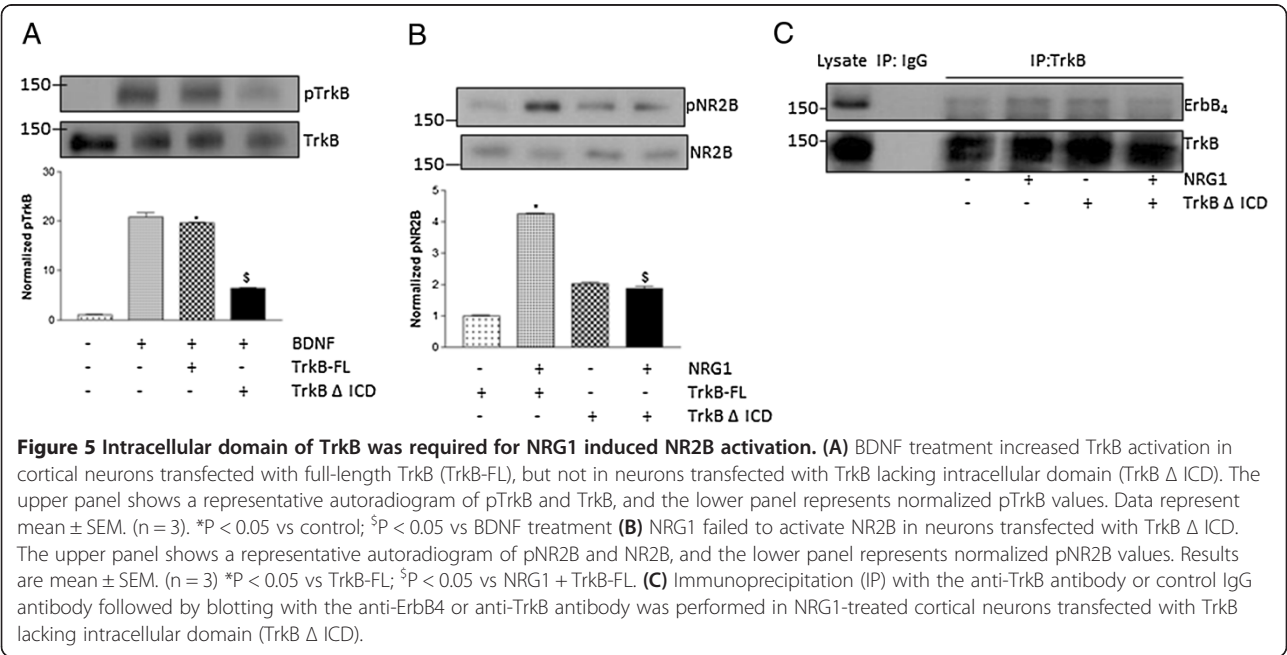 A
150
pTrkB
150
TrkB
30
20
10
0
Normalized pTrkB
*
$
- + + + BDNF
- - + - TrkB-FL
- - - + TrkB Δ ICD
B
pNR2B
150
NR2B
150
5
4
3
2
1
0
Normalized pNR2B
*
$
- + - + NRG1
+ + - - TrkB-FL
- - + + TrkB Δ ICD
C
Lysate IP: IgG IP:TrkB
150 ErbB4
150 TrkB
- + - + NRG1
- - + + TrkB Δ ICD
Figure 5 Intracellular domain of TrkB was required for NRG1 induced NR2B activation. (A) BDNF treatment increased TrkB activation in
cortical neurons transfected with full-length TrkB (TrkB-FL), but not in neurons transfected with TrkB lacking intracellular domain (TrkB Δ ICD). The
upper panel shows a representative autoradiogram of pTrkB and TrkB, and the lower panel represents normalized pTrkB values. Data represent
mean ± SEM. (n = 3). *P < 0.05 vs control; $P < 0.05 vs BDNF treatment (B) NRG1 failed to activate NR2B in neurons transfected with TrkB Δ ICD.
The upper panel shows a representative autoradiogram of pNR2B and NR2B, and the lower panel represents normalized pNR2B values. Results
are mean ± SEM. (n = 3) *P < 0.05 vs TrkB-FL; $P < 0.05 vs NRG1 + TrkB-FL. (C) Immunoprecipitation (IP) with the anti-TrkB antibody or control IgG
antibody followed by blotting with the anti-ErbB4 or anti-TrkB antibody was performed in NRG1-treated cortical neurons transfected with TrkB
lacking intracellular domain (TrkB Δ ICD).